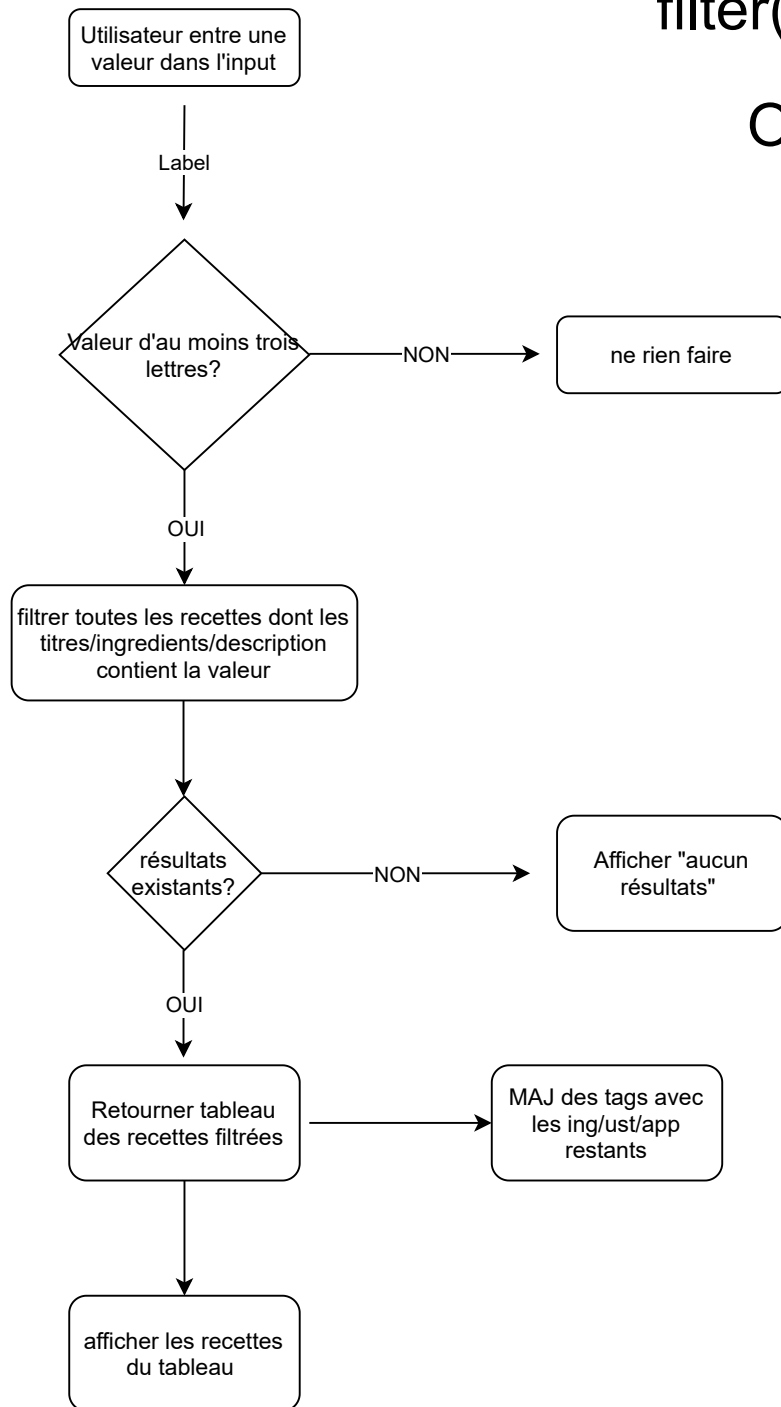 filter(
C
Utilisateur entre une
valeur dans l'input
Label
Valeur d'au moins trois
lettres?
NON
ne rien faire
OUI
filtrer toutes les recettes dont les
titres/ingredients/description
contient la valeur
résultats
existants?
NON
Afficher "aucun
résultats"
OUI
Retourner tableau
des recettes filtrées
MAJ des tags avec
les ing/ust/app
restants
afficher les recettes
du tableau